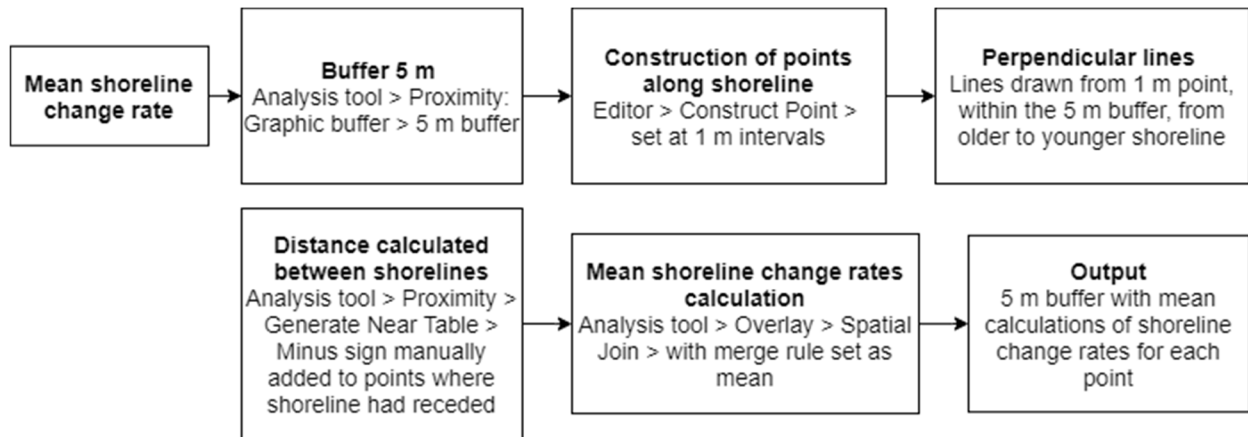 Mean shoreline
change rate
Buffer 5 m
Analysis tool > Proximity:
Graphic buffer > 5 m buffer
Construction of points
along shoreline
Editor > Construct Point >
set at 1 m intervals
Perpendicular lines
Lines drawn from 1 m point,
within the 5 m buffer, from
older to younger shoreline
Distance calculated
between shorelines
Analysis tool > Proximity >
Generate Near Table >
Minus sign manually
added to points where
shoreline had receded
Mean shoreline change rates
calculation
Analysis tool > Overlay > Spatial
Join > with merge rule set as
mean
Output
5 m buffer with mean
calculations of shoreline
change rates for each
point